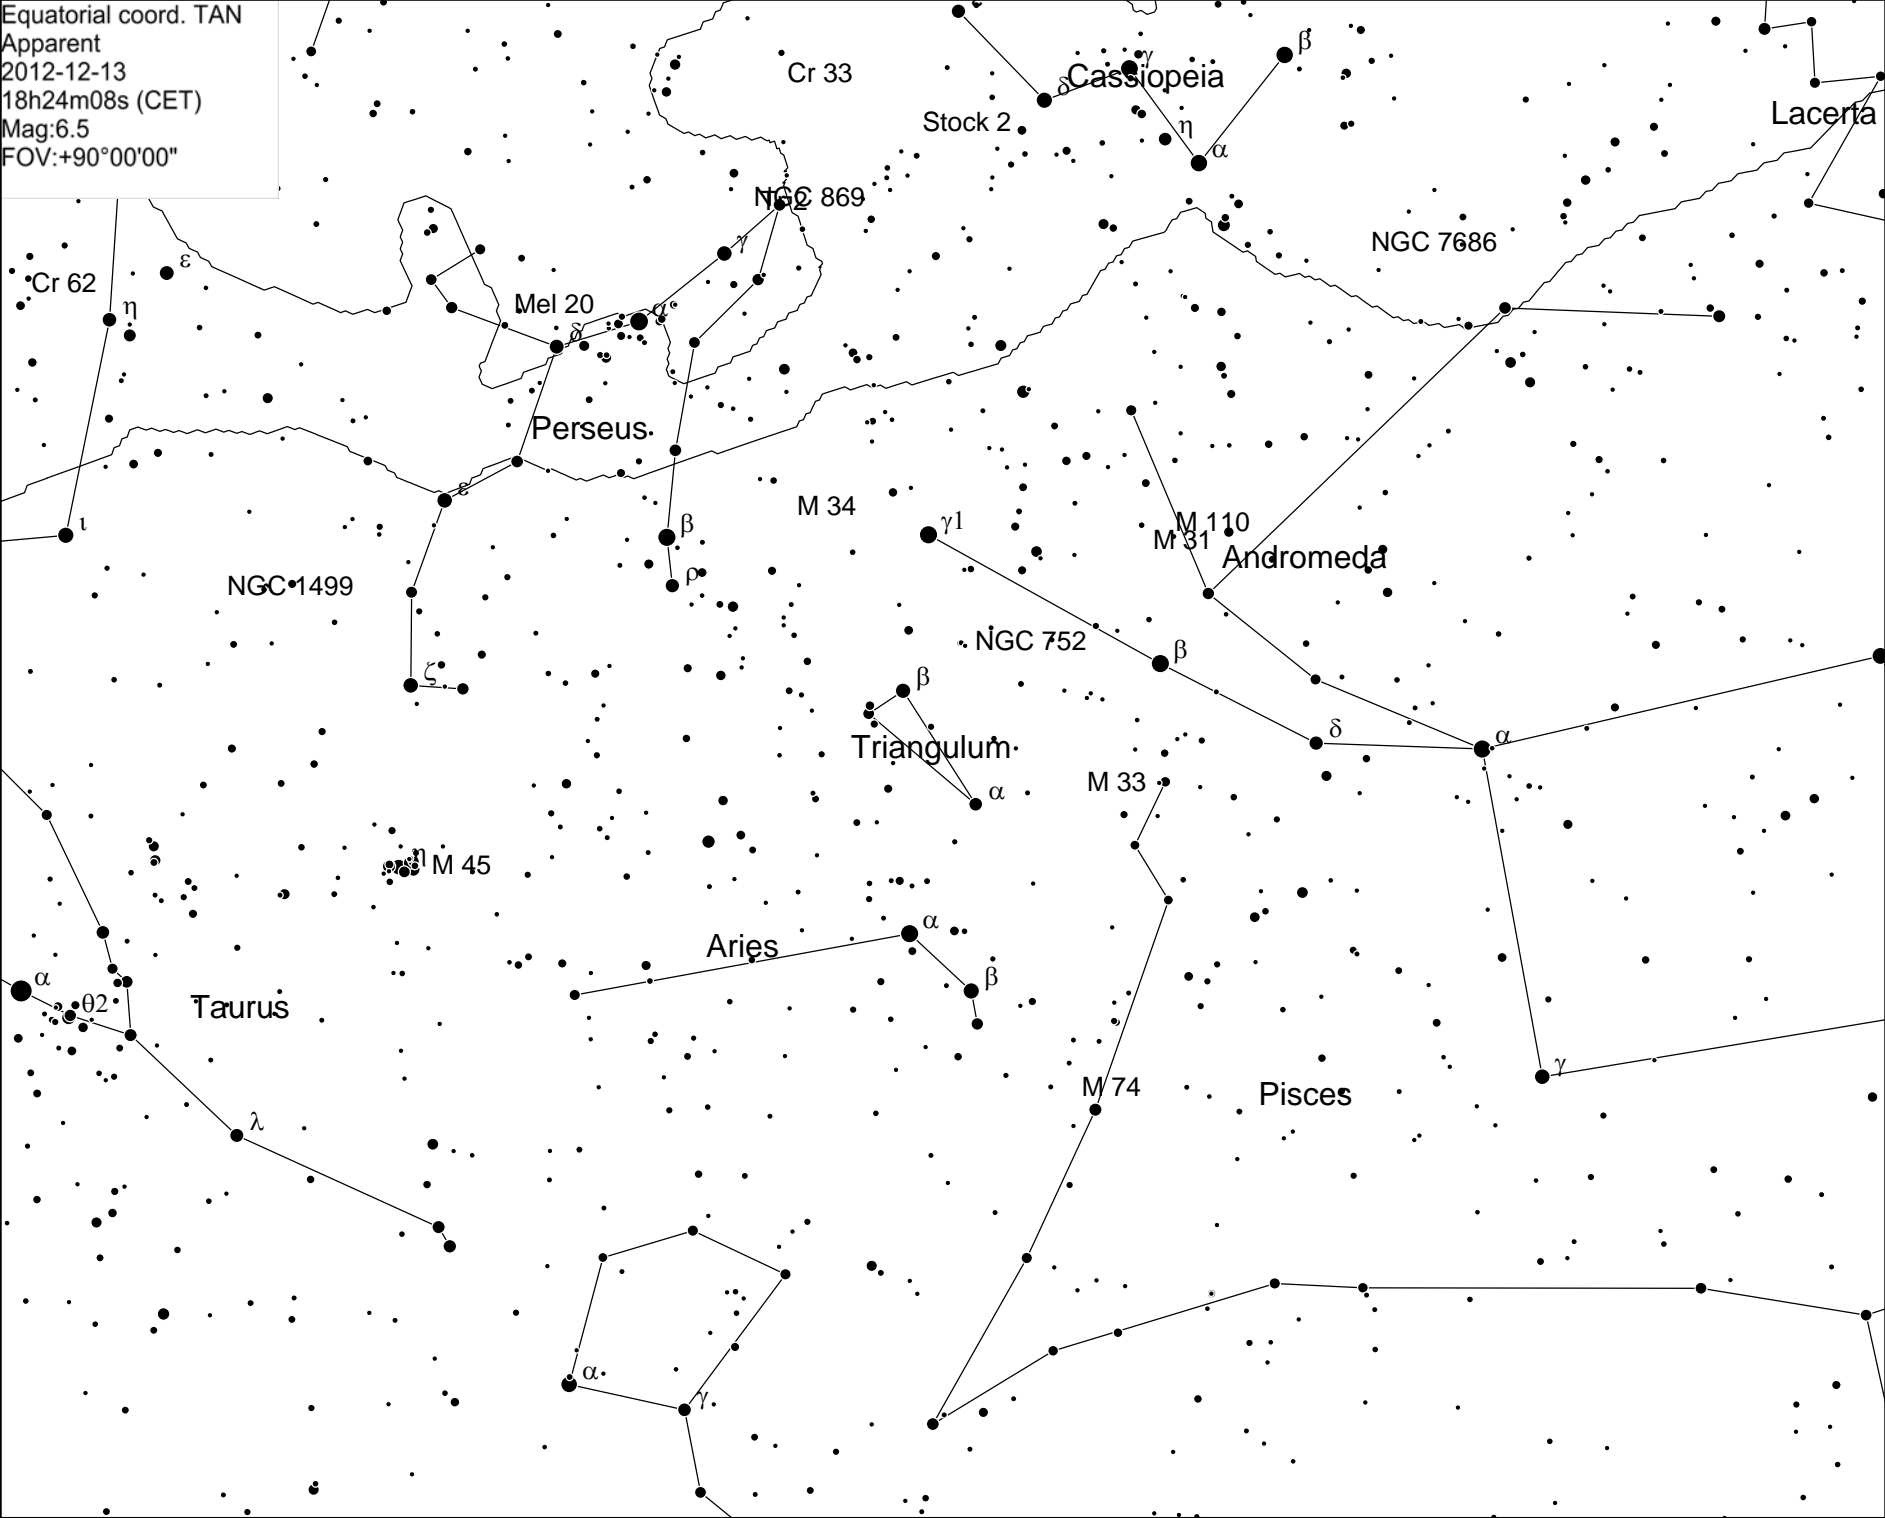 Equatorial coord. TAN
Apparent
2012-12-13
18h24m08s (CET)
Mag:6.5
FOV:+90°00'00"
β
γ
Cr 33
Cassiopeia
δ
Stock 2
Lacerta
η
α
NGC 869
γ
NGC 7686
ε
Cr 62
η
Mel 20
α
δ
Perseus
ε
M 34
γ1
β
ι
M 110
M 31
Andromeda
ρ
NGC 1499
NGC 752
β
ζ
β
δ
α
Triangulum
M 33
α
η
M 45
α
Aries
β
α
θ2
Taurus
γ
M 74
Pisces
λ
α
γ